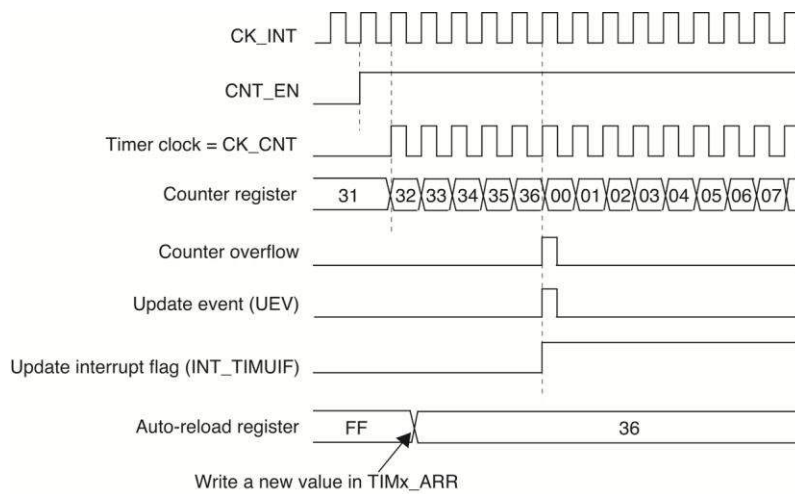 CK_INT
CNT_EN
Timer clock = CK_CNT
Counter register 31 32 33 34 35 36 00 01 02 03 04 05 06 07
Counter overflow
Update event (UEV)
Update interrupt flag (INT_TIMUIF)
Auto-reload register FF 36
Write a new value in TIMx_ARR